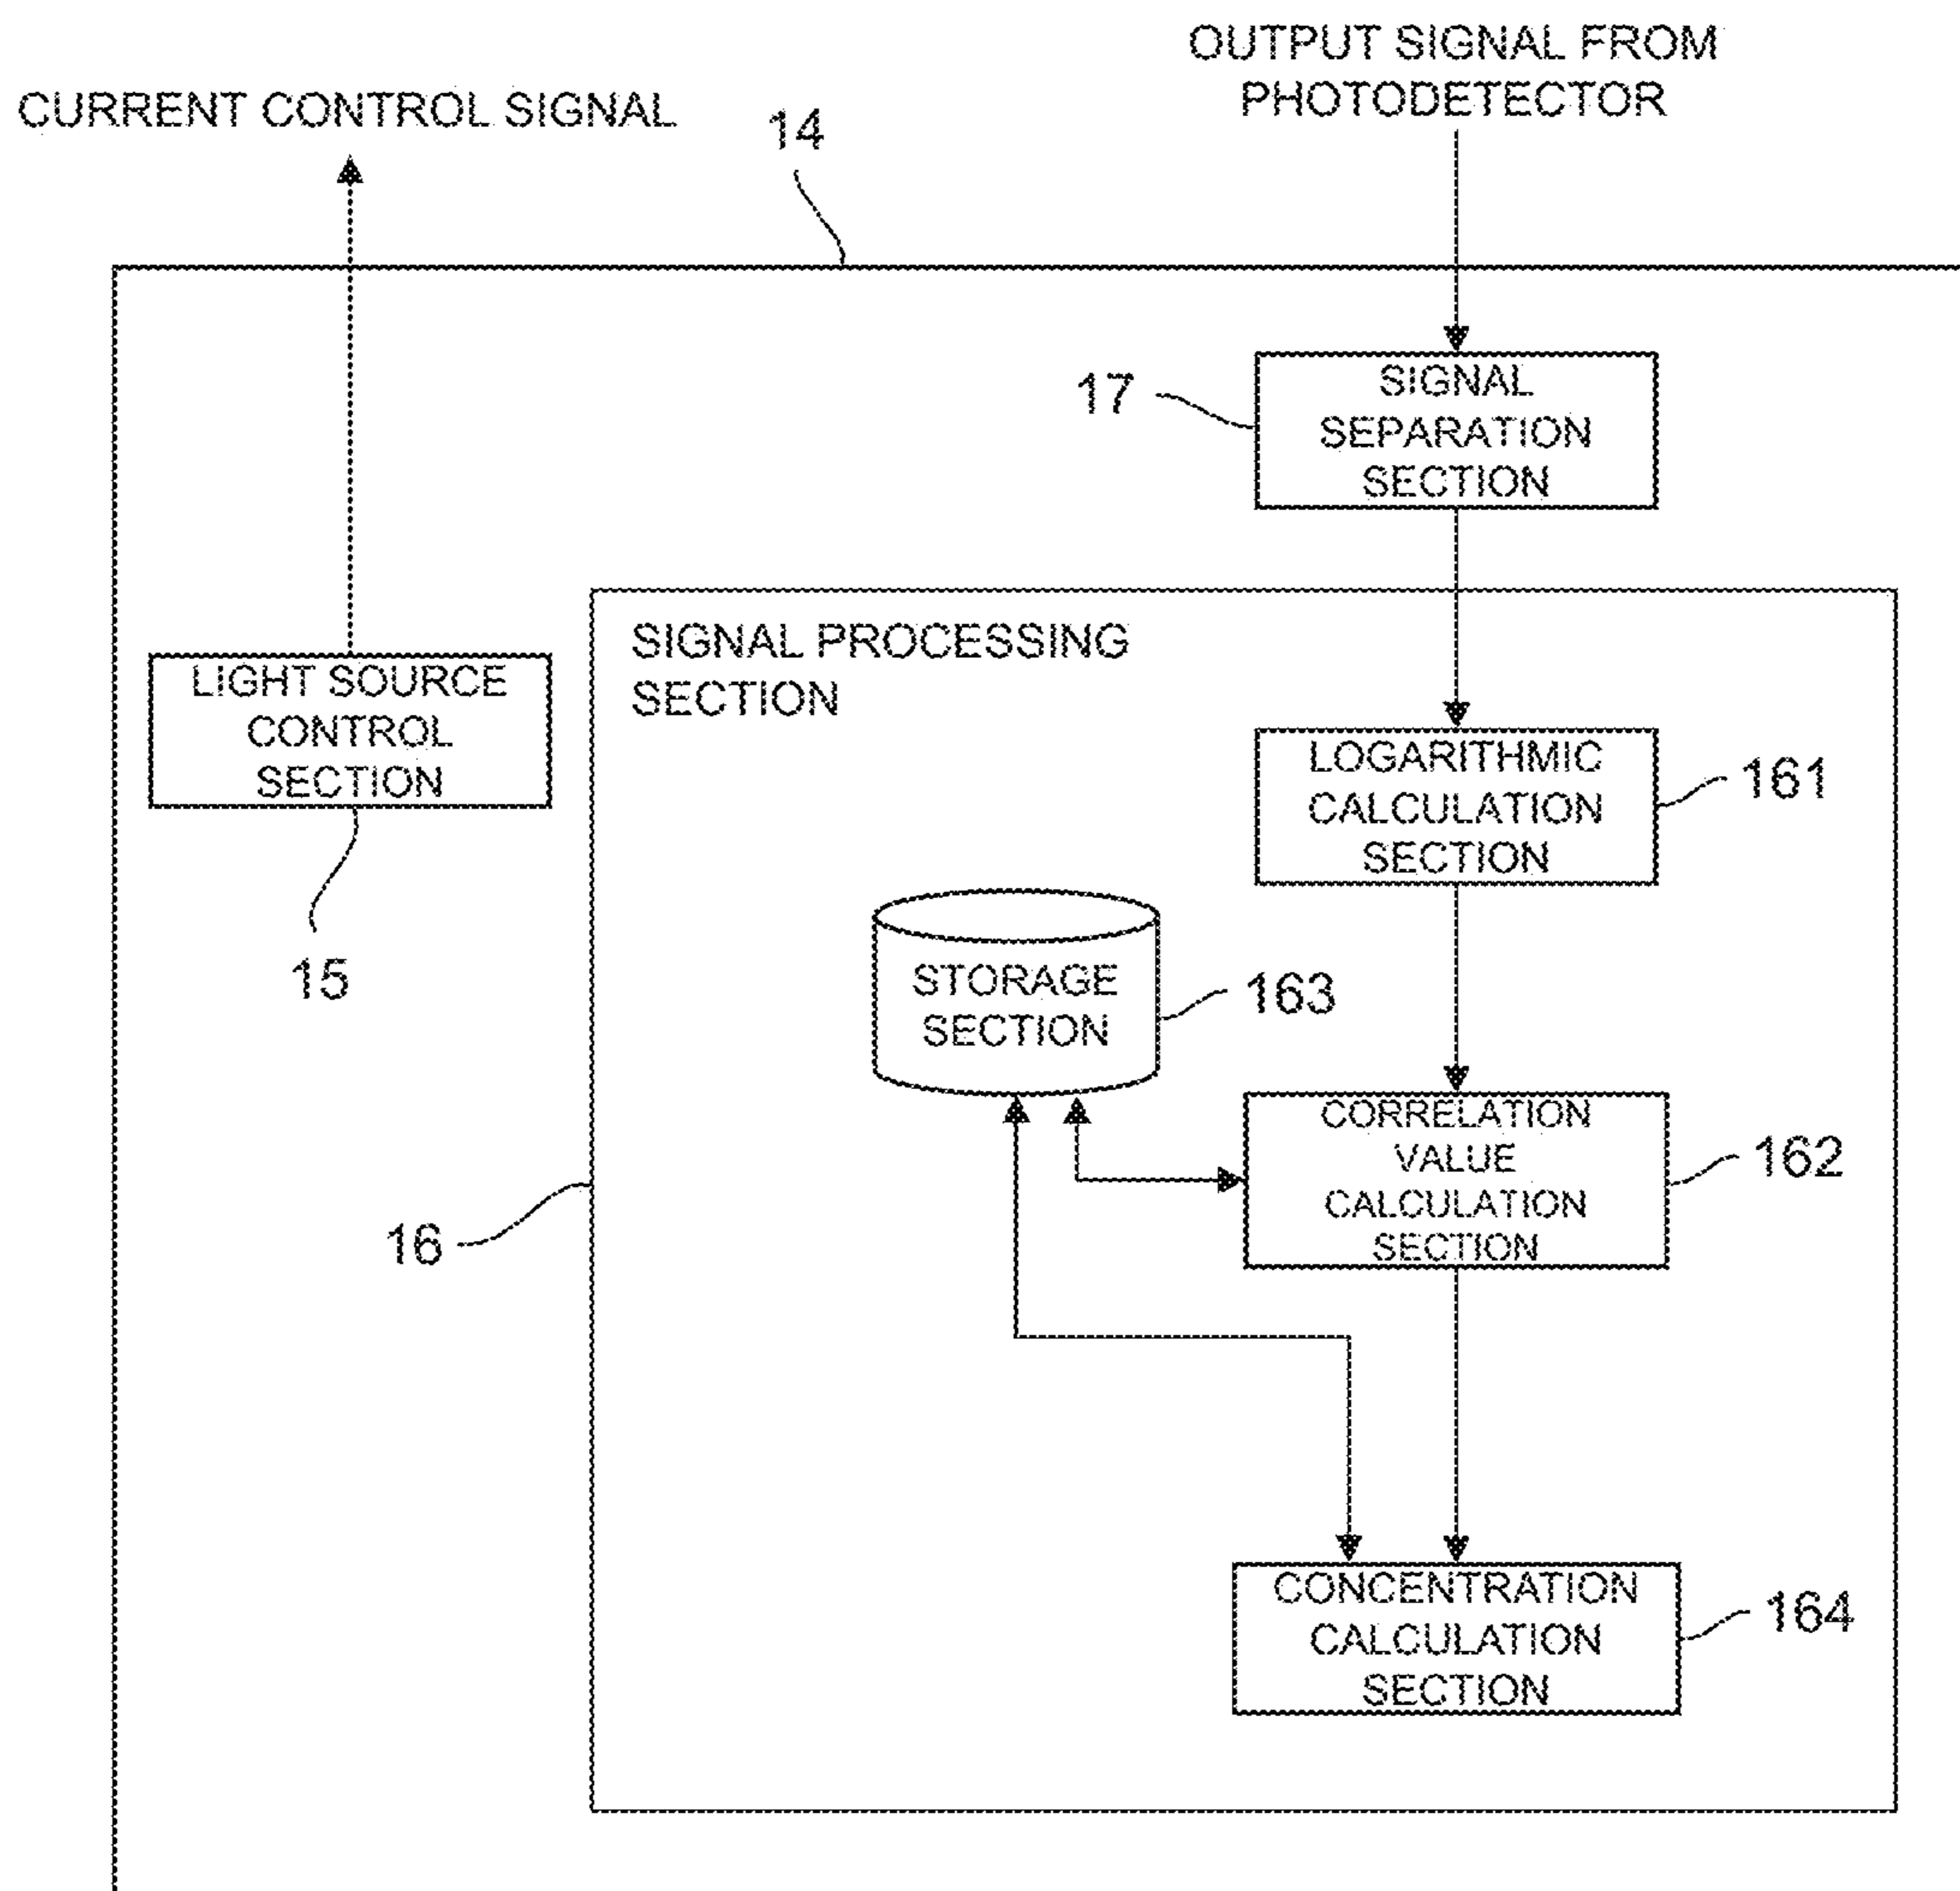 OUTPUT SIGNAL FROM
PHOTODETECTOR
CURRENT CONTROL SIGNAL
14
17
SIGNAL
SEPARATION
SECTION
SIGNAL PROCESSING
SECTION
LIGHT SOURCE
CONTROL
SECTION
15
LOGARITHMIC
CALCULATION
SECTION
161
STORAGE
SECTION
163
CORRELATION
VALUE
CALCULATION
SECTION
162
16
CONCENTRATION
CALCULATION
SECTION
164